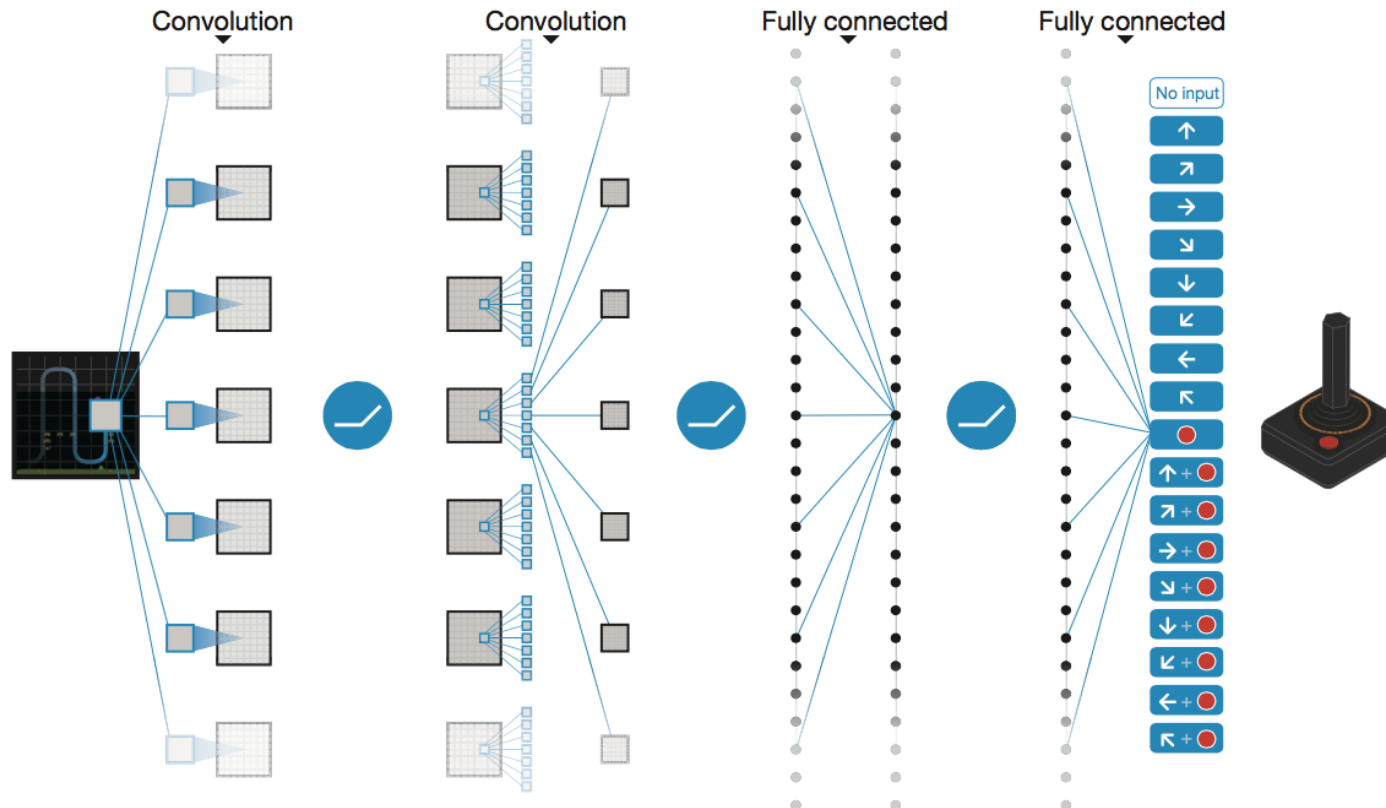 Convolution
Convolution
Fully connected
Fully connected
No input
+
+
+
+
+
+
+
+